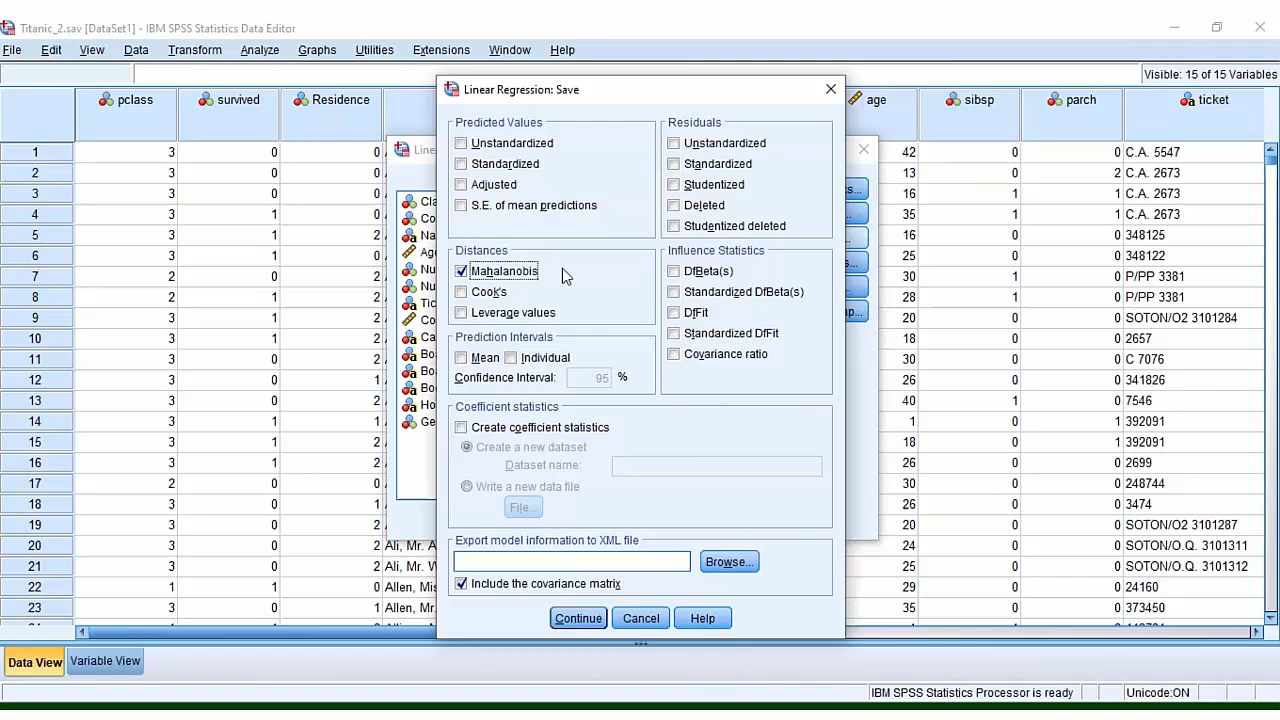 Titanic_2.sav [DataSet1] - IBM SPSS Statistics Data Editor
File Edit View Data Transform Analyze Graphs Utilities Extensions Window Help
Visible: 15 of 15 Variables
pclass survived Residence age sibsp parch ticket
1 3 0 0 42 0 0 C.A. 5547
2 3 0 0 13 0 2 C.A. 2673
3 3 0 0 16 1 1 C.A. 2673
4 3 1 0 35 1 1 C.A. 2673
5 3 1 2 16 0 0 348125
6 3 1 2 25 0 0 348122
7 2 0 2 30 1 0 P/PP 3381
8 2 1 2 28 1 0 P/PP 3381
9 3 1 2 20 0 0 SOTON/O2 3101284
10 3 0 0 0 2657
11 3 0 30 0 0 C 7076
12 3 0 1 26 0 0 341826
13 3 0 1 40 1 0 7546
14 3 1 1 1 0 1 392091
15 3 1 2 18 0 1 392091
16 3 1 2 26 0 0 2699
17 2 0 2 30 0 0 248744
18 3 0 1 26 0 0 3474
19 3 0 2 20 0 0 SOTON/O2 3101287
20 3 0 2 Ali, Mr. A 24 0 0 SOTON/O.Q. 3101311
21 3 0 2 Ali, Mr. W 25 0 0 SOTON/O.Q. 3101312
22 1 1 0 Allen, Mis 29 0 0 24160
23 3 0 1 Allen, Mr. 35 0 0 373450
Lin
Cla
Co
Na
Age
Nu
Nu
Tic
Co
Ca
Boa
Boa
Bo
Ho
Ge
Linear Regression: Save
Predicted Values
Unstandardized
Standardized
Adjusted
S.E. of mean predictions
Residuals
Unstandardized
Standardized
Studentized
Deleted
Studentized deleted
Distances
Mahalanobis
Cook's
Leverage values
Influence Statistics
DfBeta(s)
Standardized DfBeta(s)
DfFit
Standardized DfFit
Covariance ratio
Prediction Intervals
Mean Individual
Confidence Interval: 95 %
Coefficient statistics
Create coefficient statistics
Create a new dataset
Dataset name:
Write a new data file
File...
Export model information to XML file
Browse...
Include the covariance matrix
Continue Cancel Help
Data View Variable View
IBM SPSS Statistics Processor is ready Unicode:ON